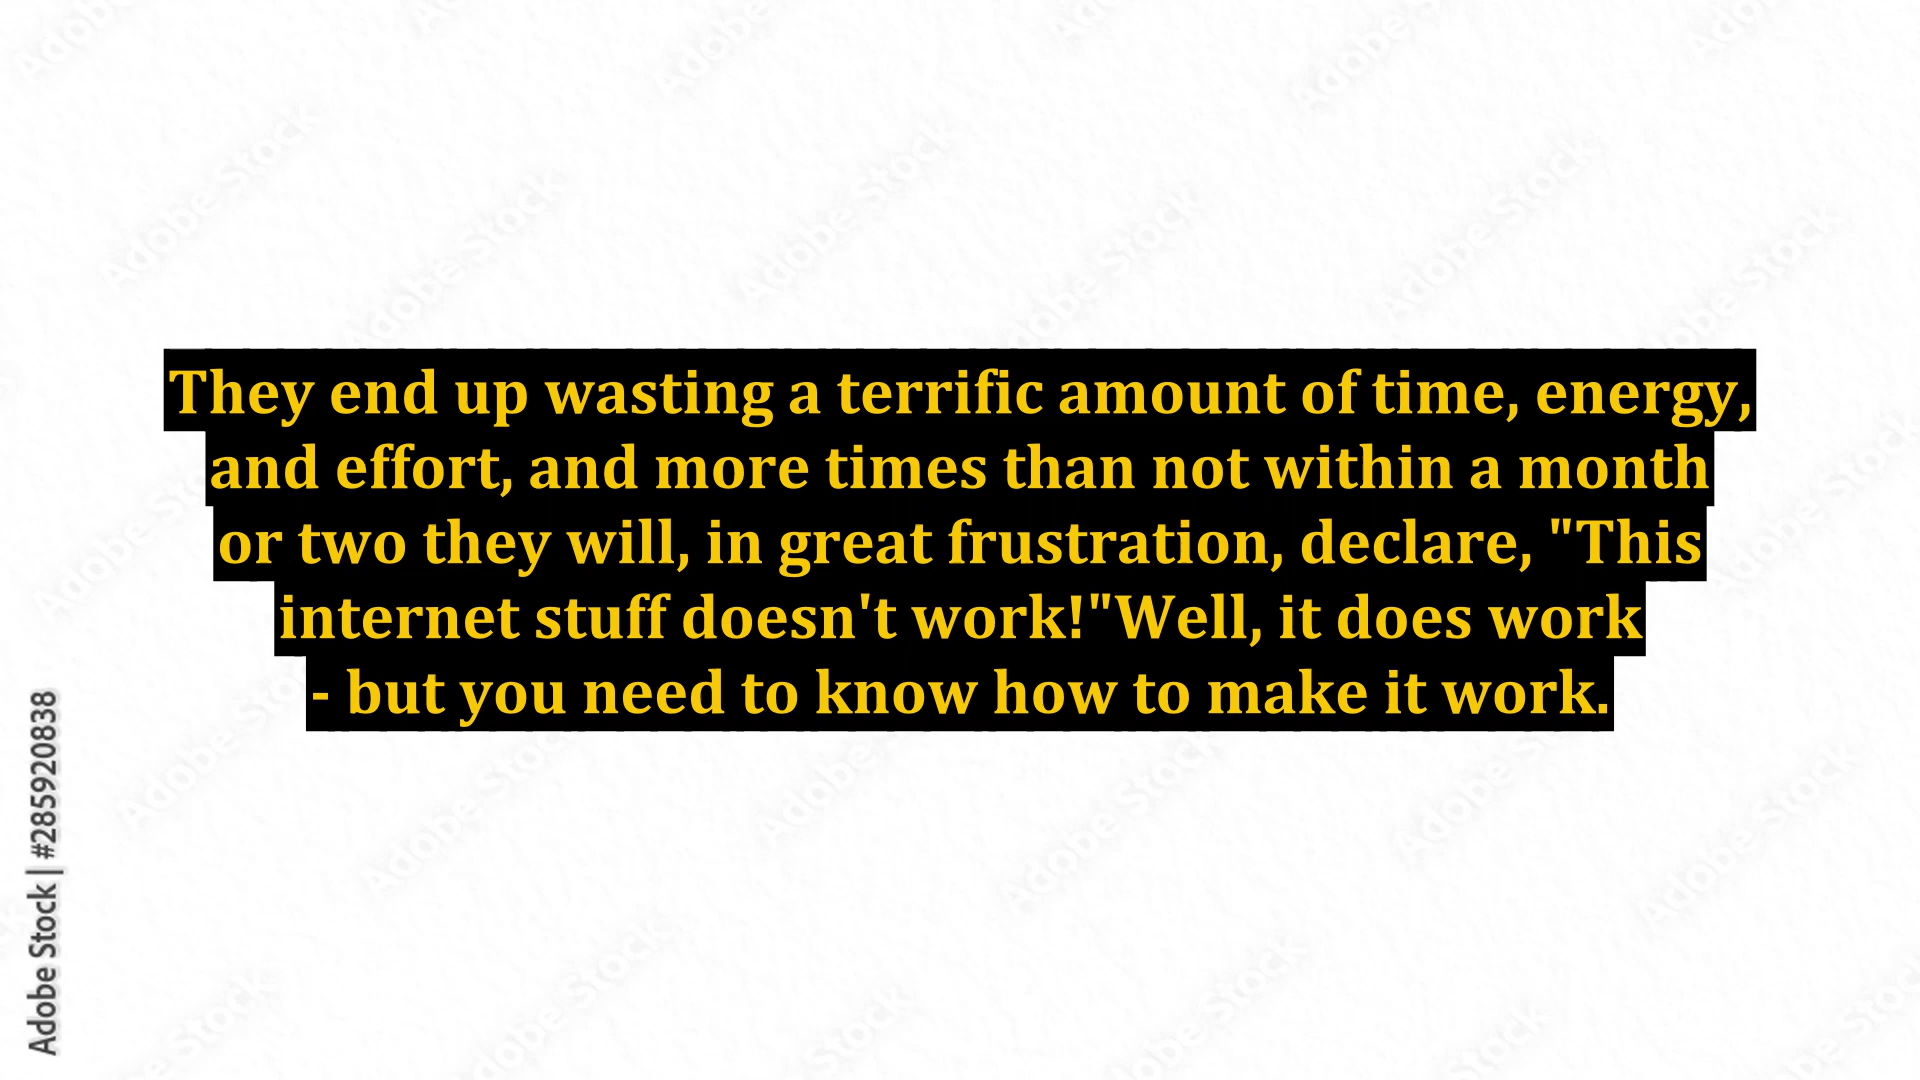 They end up wasting a terrific amount of time, energy,
and effort, and more times than not within a month
or two they will, in great frustration, declare, "This
internet stuff doesn't work!"Well, it does work
- but you need to know how to make it work.
Adobe Stock | #285920838